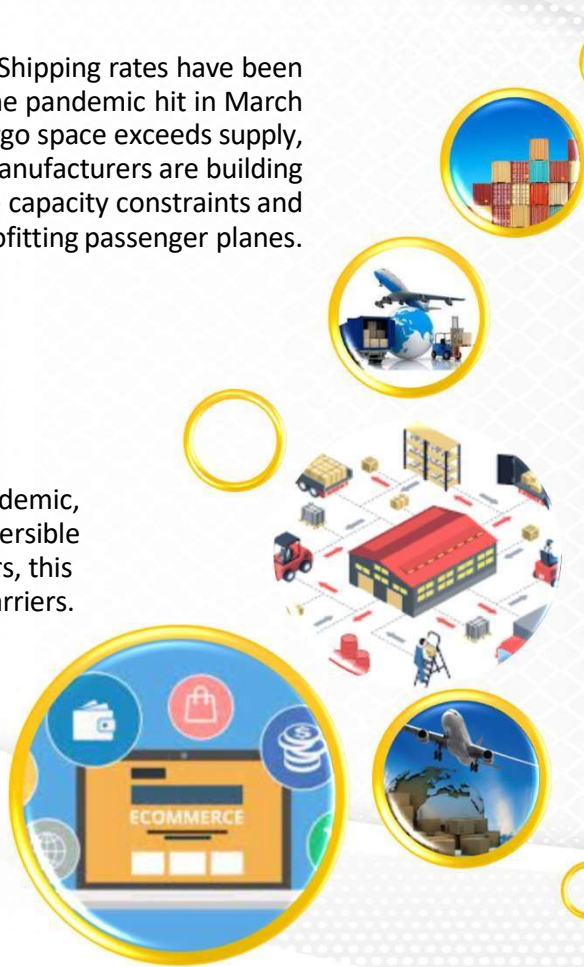 Shipping rates have been
e pandemic hit in March
go space exceeds supply,
anufacturers are building
capacity constraints and
ofitting passenger planes.
demic,
ersible
rs, this
arriers.
ECOMMERCE
$